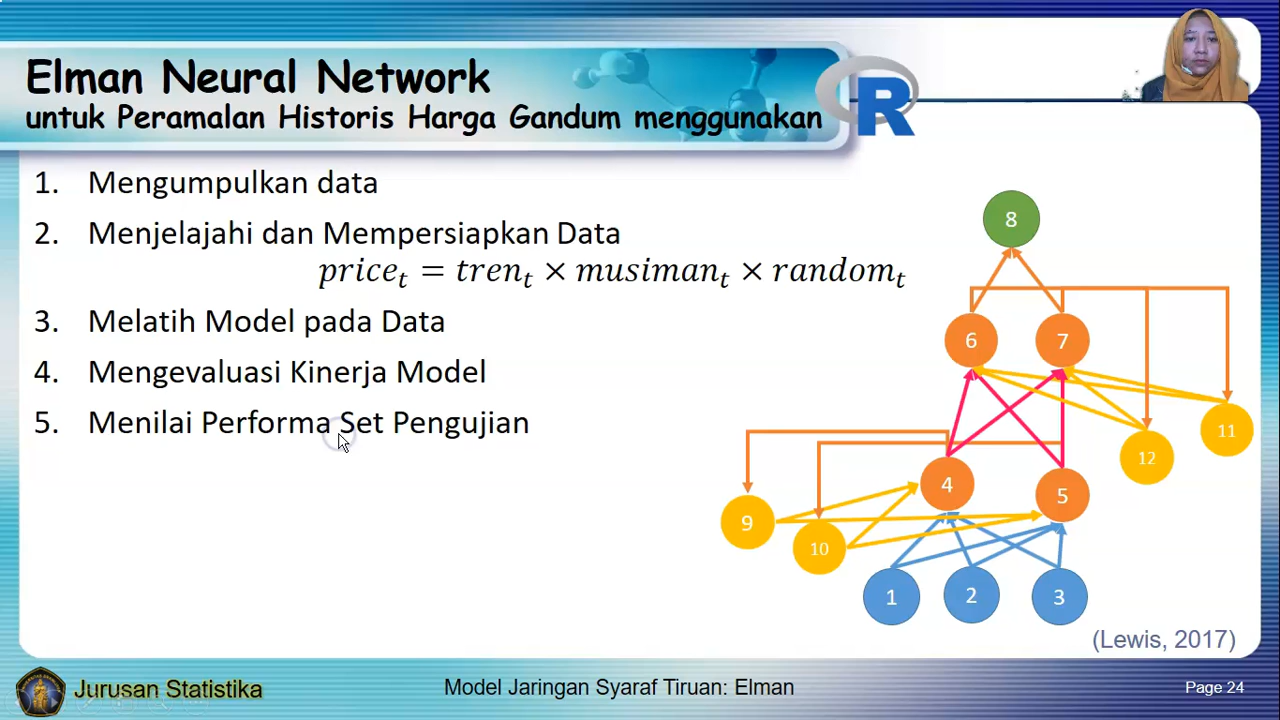 Elman Neural Network
untuk Peramalan Historis Harga Gandum menggunakan R
1. Mengumpulkan data
2. Menjelajahi dan Mempersiapkan Data
price_t = tren_t × musiman_t × random_t
3. Melatih Model pada Data
4. Mengevaluasi Kinerja Model
5. Menilai Performa Set Pengujian
8
6 7
11
12
4 5
9
10
1 2 3
(Lewis, 2017)
Jurusan Statistika
Model Jaringan Syaraf Tiruan: Elman
Page 24